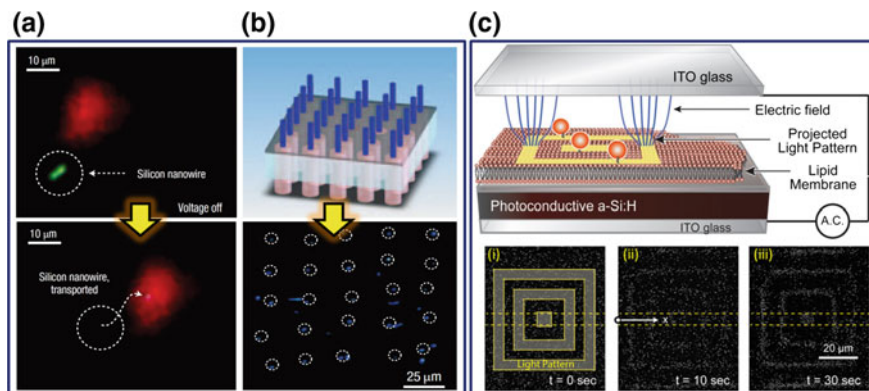 (a)
10 µm
Silicon nanowire
Voltage off
10 µm
Silicon nanowire,
transported
(b)
25 µm
(c)
ITO glass
Electric field
Projected
Light Pattern
Lipid
Membrane
Photoconductive a-Si:H
ITO glass
A.C.
(i)
Light Pattern
t = 0 sec
(ii)
x
t = 10 sec
(iii)
20 µm
t = 30 sec